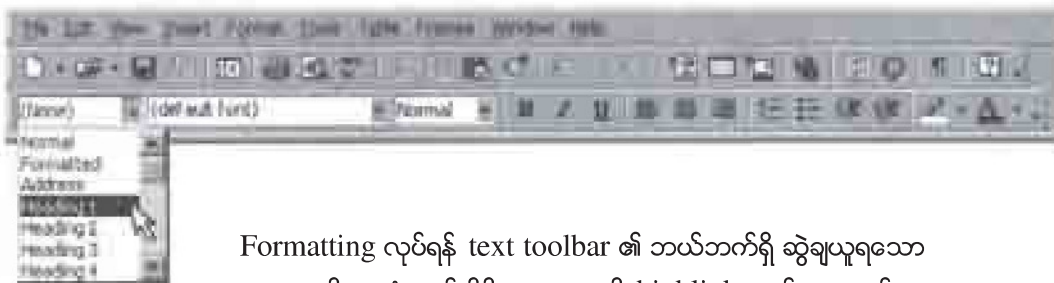 File Edit View Insert Format Tools Table Frames Window Help
(None) (default font) Normal
Normal
Formatted
Address
Heading 1
Heading 2
Heading 3
Heading 4
Formatting လုပ်ရန် text toolbar ၏ ဘယ်ဘက်ရှိ ဆွဲချယူရသော